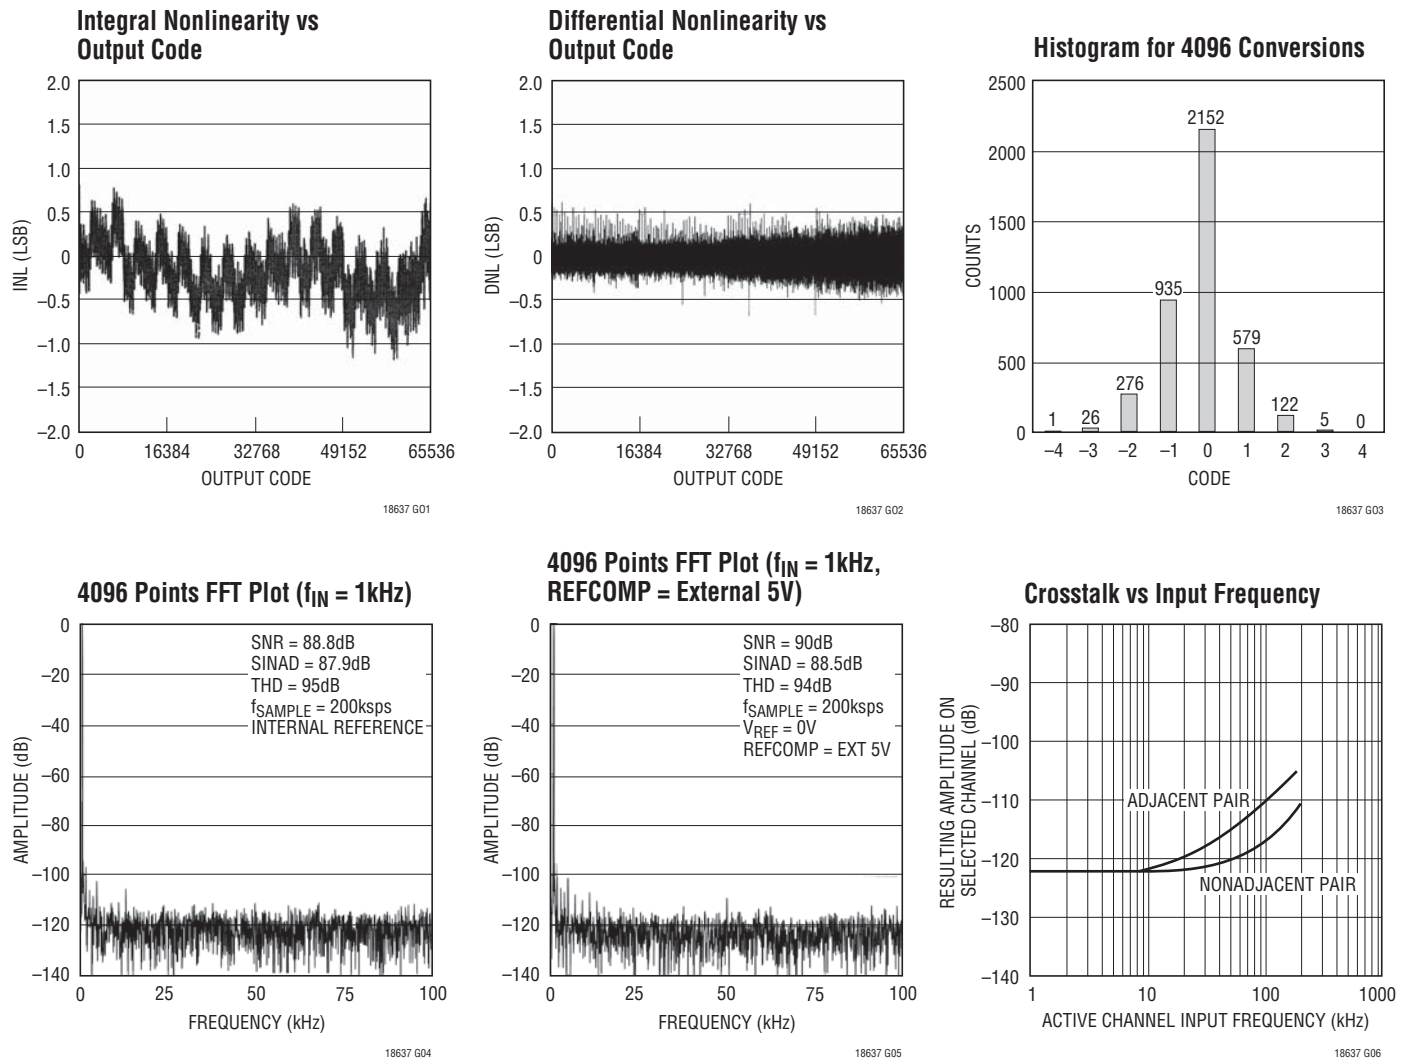 Integral Nonlinearity vs
Output Code
2.0
1.5
1.0
0.5
0
–0.5
–1.0
–1.5
–2.0
INL (LSB)
0 16384 32768 49152 65536
OUTPUT CODE
18637 G01
Differential Nonlinearity vs
Output Code
2.0
1.5
1.0
0.5
0
–0.5
–1.0
–1.5
–2.0
DNL (LSB)
0 16384 32768 49152 65536
OUTPUT CODE
18637 G02
Histogram for 4096 Conversions
2500
2000
1500
1000
500
0
COUNTS
1 26 276 935 2152 579 122 5 0
–4 –3 –2 –1 0 1 2 3 4
CODE
18637 G03
4096 Points FFT Plot (fIN = 1kHz)
0
–20
–40
–60
–80
–100
–120
–140
AMPLITUDE (dB)
SNR = 88.8dB
SINAD = 87.9dB
THD = 95dB
fSAMPLE = 200ksps
INTERNAL REFERENCE
0 25 50 75 100
FREQUENCY (kHz)
18637 G04
4096 Points FFT Plot (fIN = 1kHz,
REFCOMP = External 5V)
0
–20
–40
–60
–80
–100
–120
–140
AMPLITUDE (dB)
SNR = 90dB
SINAD = 88.5dB
THD = 94dB
fSAMPLE = 200ksps
VREF = 0V
REFCOMP = EXT 5V
0 25 50 75 100
FREQUENCY (kHz)
18637 G05
Crosstalk vs Input Frequency
–80
–90
–100
–110
–120
–130
–140
RESULTING AMPLITUDE ON
SELECTED CHANNEL (dB)
ADJACENT PAIR
NONADJACENT PAIR
1 10 100 1000
ACTIVE CHANNEL INPUT FREQUENCY (kHz)
18637 G06